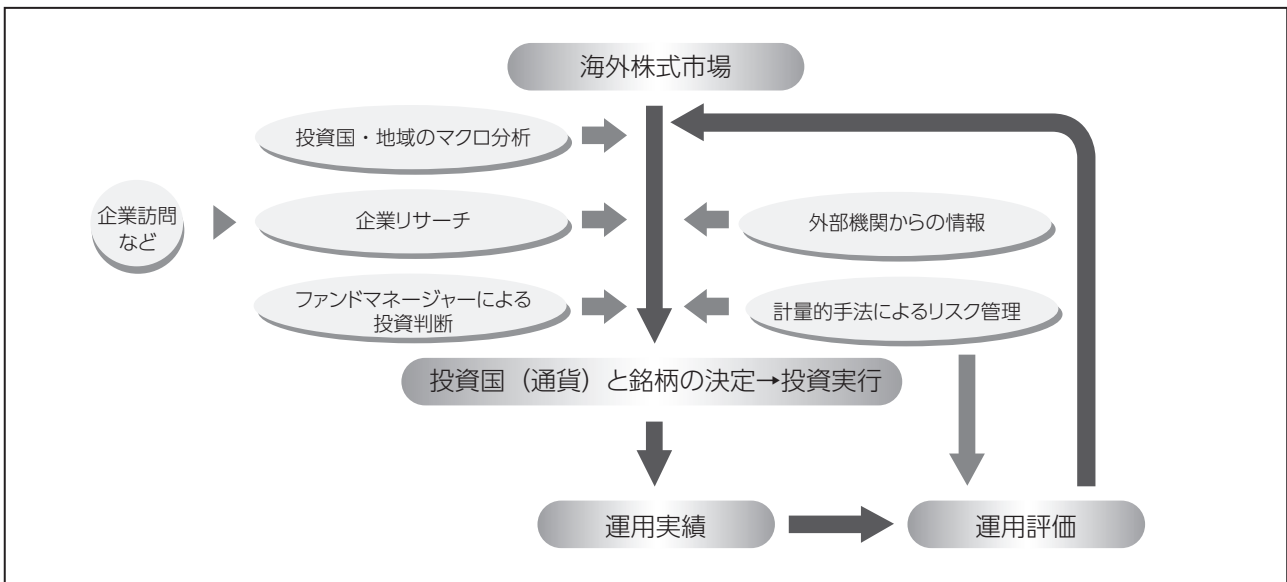 海外株式市場
投資国・地域のマクロ分析
企業訪問
など
企業リサーチ
外部機関からの情報
ファンドマネージャーによる
投資判断
計量的手法によるリスク管理
投資国（通貨）と銘柄の決定→投資実行
運用実績
運用評価